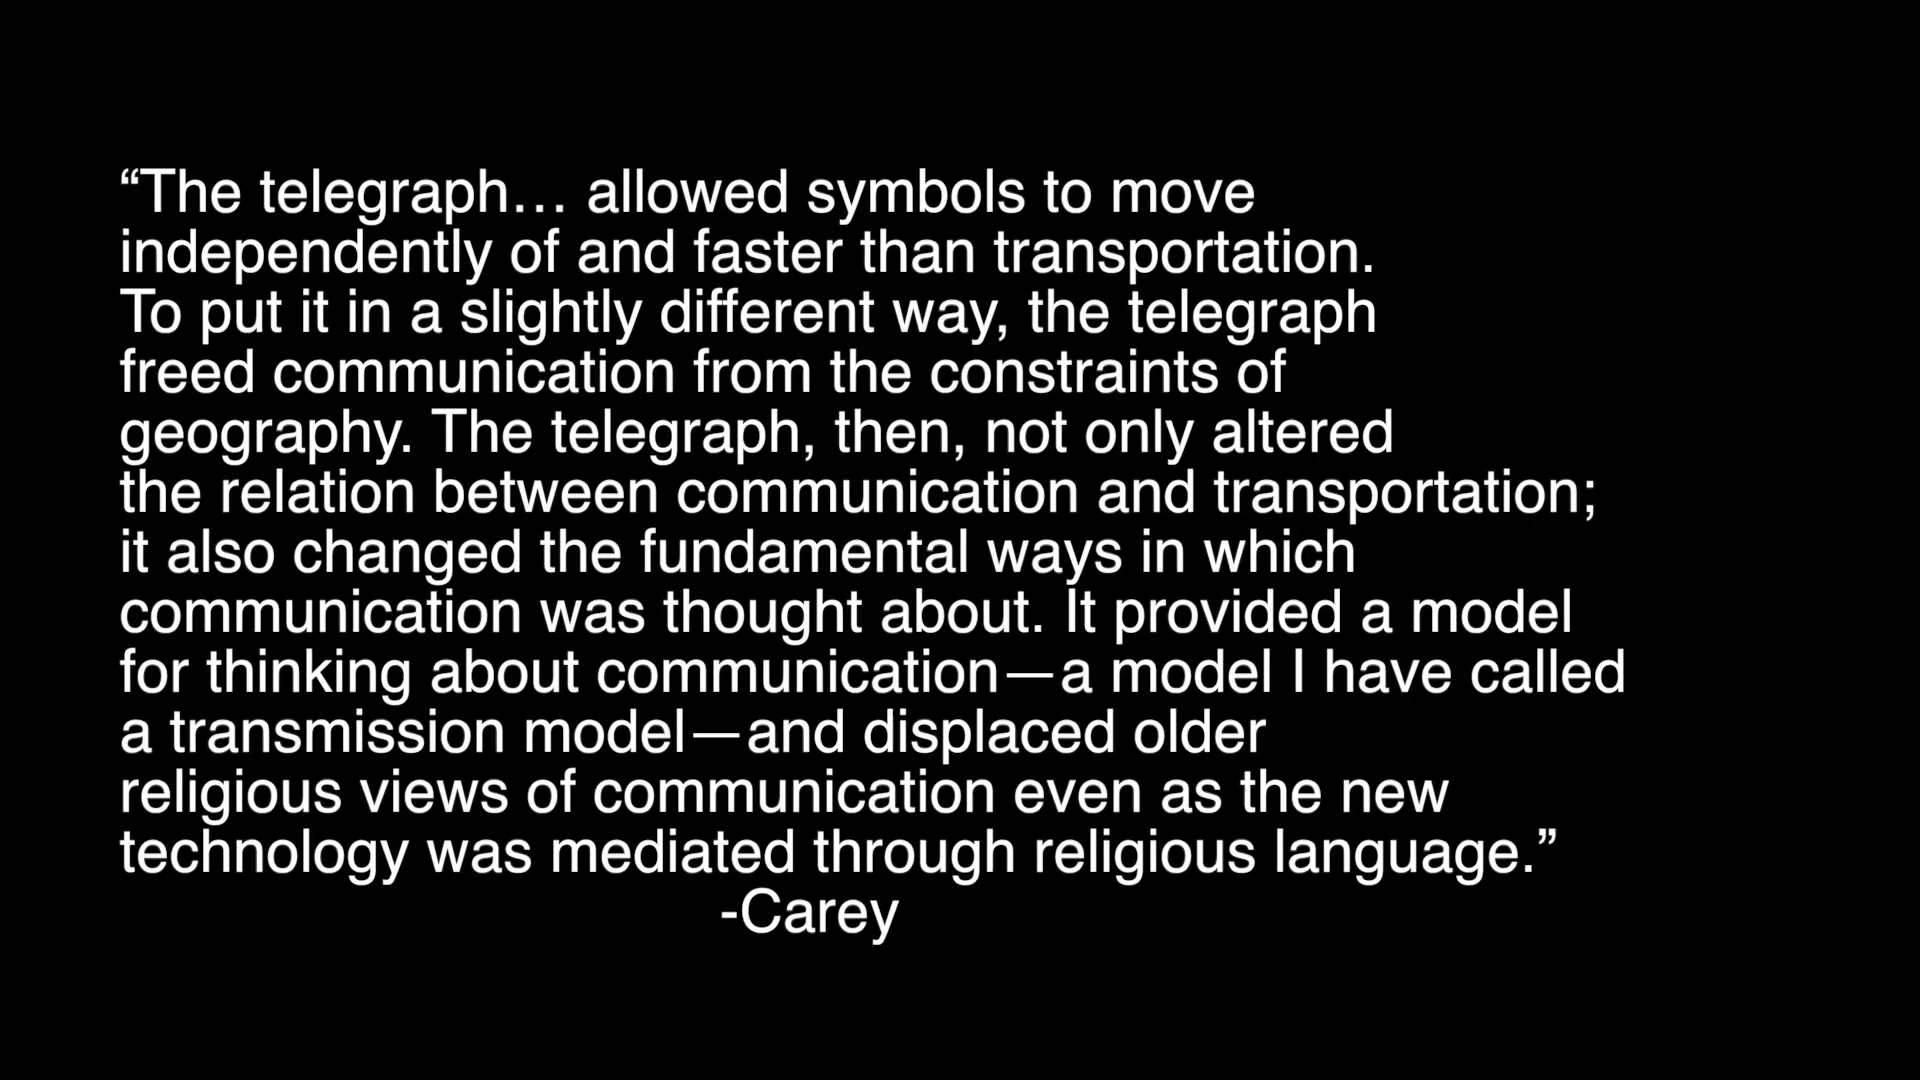 “The telegraph… allowed symbols to move
independently of and faster than transportation.
To put it in a slightly different way, the telegraph
freed communication from the constraints of
geography. The telegraph, then, not only altered
the relation between communication and transportation;
it also changed the fundamental ways in which
communication was thought about. It provided a model
for thinking about communication—a model I have called
a transmission model—and displaced older
religious views of communication even as the new
technology was mediated through religious language.”
-Carey